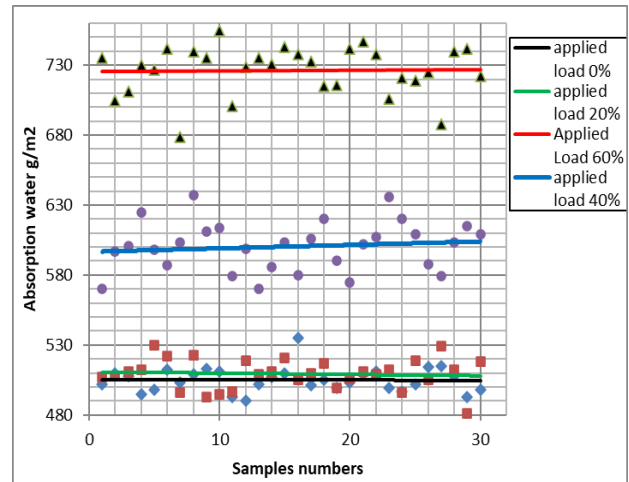 Absorption water g/m2
730
680
630
580
530
480
0
10
20
30
Samples numbers
applied
load 0%
applied
load 20%
Applied
Load 60%
applied
load 40%